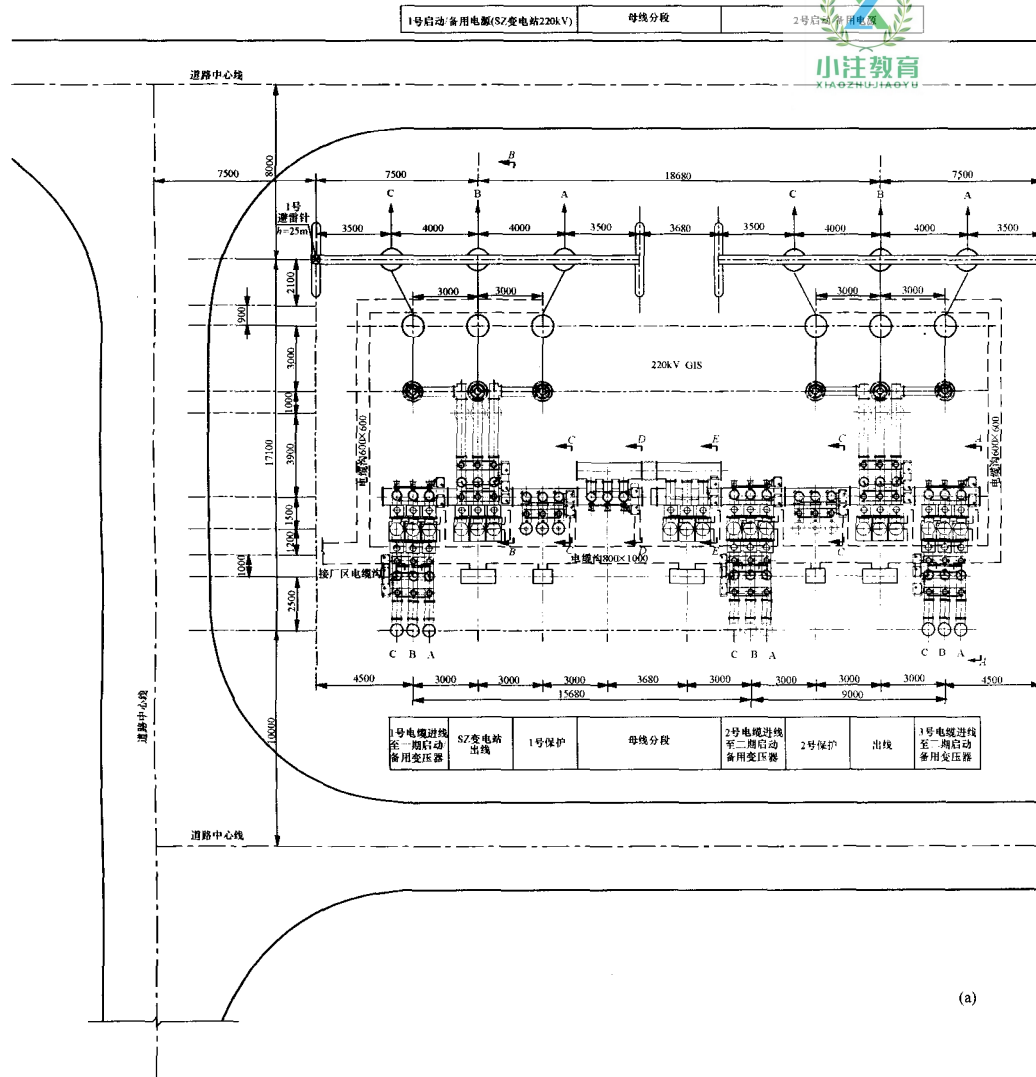 1号启动/备用电源(SZ变电站220kV)
母线分段
2号启动/备用电源
小注教育
XIAOZHUJIAOYU
道路中心线
8000
7500
7500
B
18680
7500
C
B
A
C
B
A
1号
避雷针
h=25m
3500
4000
4000
3500
3680
3500
4000
4000
3500
2100
900
3000
3000
3000
3000
3000
220kV GIS
1000
17100
3900
电缆沟600×600
电缆沟600×600
C
D
E
C
A
1500
1200
B
C
D
E
C
电缆沟800×1000
1000
接厂区电缆沟
2500
C
B
A
C
B
A
C
B
A
A
4500
3000
3000
3000
3680
3000
3000
3000
3000
4500
15680
9000
道路中心线
10000
1号电缆进线
至一期启动
备用变压器
SZ变电站
出线
1号保护
母线分段
2号电缆进线
至二期启动
备用变压器
2号保护
出线
3号电缆进线
至二期启动
备用变压器
道路中心线
(a)